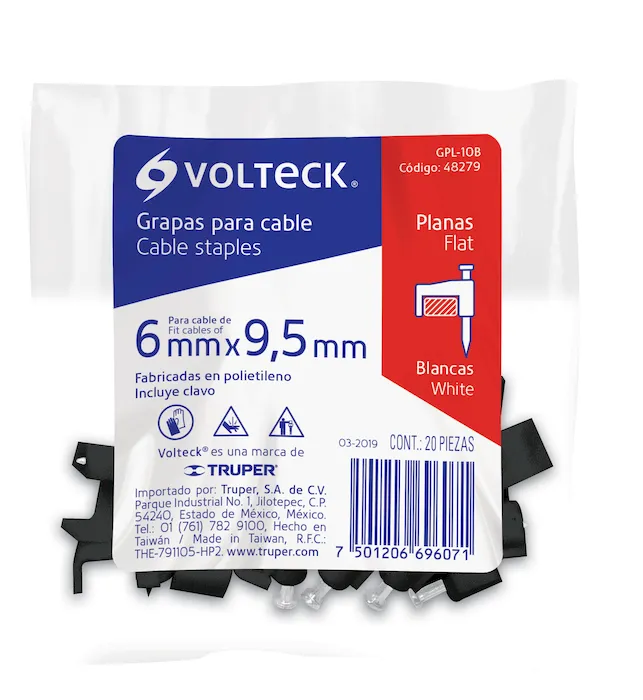 VOLTECK®
Grapas para cable
Cable staples
GPL-10B
Código: 48279
Planas
Flat
Para cable de
Fit cables of
6 mm x 9,5 mm
Blancas
White
Fabricadas en polietileno
Incluye clavo
Volteck® es una marca de
TRUPER®
03-2019 CONT.: 20 PIEZAS
Importado por: Truper, S.A. de C.V.
Parque Industrial No. 1, Jilotepec, C.P.
54240, Estado de México, México.
Tel.: 01 (761) 782 9100, Hecho en
Taiwán / Made in Taiwan, R.F.C.:
THE-791105-HP2. www.truper.com
7 501206 696071